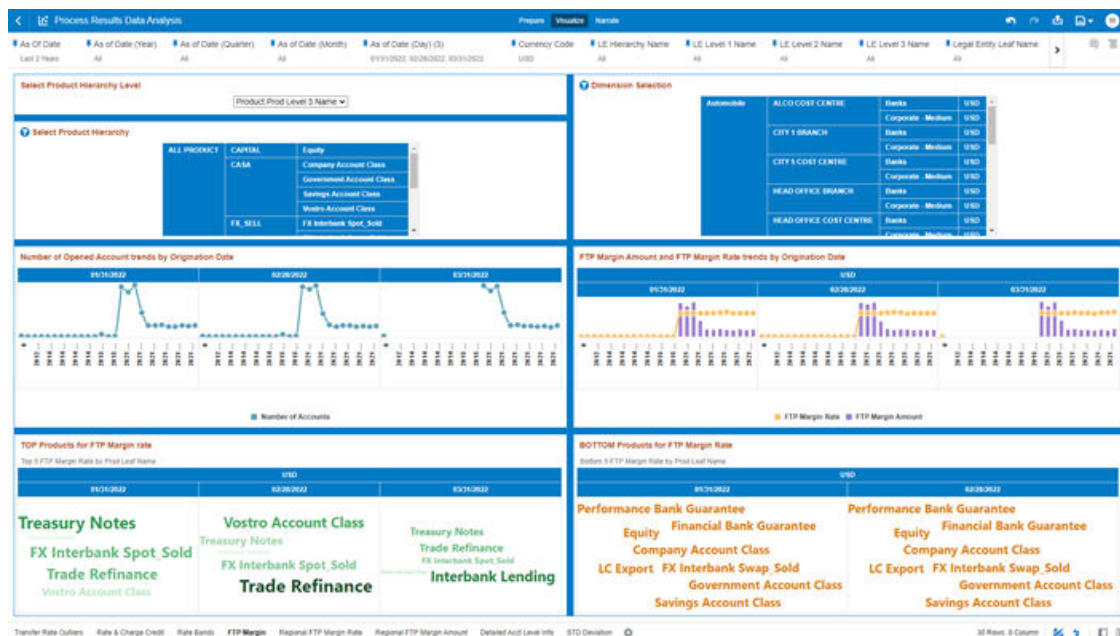 Process Results Data Analysis
Prepare Visualize Narrate
As Of Date As of Date (Year) As of Date (Quarter) As of Date (Month) As of Date (Day) (3) Currency Code LE Hierarchy Name LE Level 1 Name LE Level 2 Name LE Level 3 Name Legal Entity Leaf Name
Last 2 Years All All All 01/31/2022, 02/28/2022, 03/31/2022 USD All All All All All
Select Product Hierarchy Level
Product Prod Level 3 Name
Select Product Hierarchy
ALL PRODUCT CAPITAL Equity
CASA Company Account Class
Government Account Class
Savings Account Class
Vostro Account Class
FX_SELL FX Interbank Spot_Sold
Dimension Selection
Automobile ALCO COST CENTRE Banks USD
Corporate - Medium USD
CITY 1 BRANCH Banks USD
Corporate - Medium USD
CITY 1 COST CENTRE Banks USD
Corporate - Medium USD
HEAD OFFICE BRANCH Banks USD
Corporate - Medium USD
HEAD OFFICE COST CENTRE Banks USD
Corporate - Medium USD
Number of Opened Account trends by Origination Date
01/31/2022 02/28/2022 03/31/2022
Number of Accounts
FTP Margin Amount and FTP Margin Rate trends by Origination Date
USD
01/31/2022 02/28/2022 03/31/2022
FTP Margin Rate FTP Margin Amount
TOP Products for FTP Margin rate
Top 5 FTP Margin Rate by Prod Leaf Name
USD
01/31/2022 02/28/2022 03/31/2022
Treasury Notes
FX Interbank Spot_Sold
Trade Refinance
Vostro Account Class
Vostro Account Class
Treasury Notes
FX Interbank Spot_Sold
Trade Refinance
Treasury Notes
Trade Refinance
FX Interbank Spot_Sold
Interbank Lending
BOTTOM Products for FTP Margin Rate
Bottom 5 FTP Margin Rate by Prod Leaf Name
USD
01/31/2022 02/28/2022
Performance Bank Guarantee
Equity Financial Bank Guarantee
Company Account Class
LC Export FX Interbank Swap_Sold
Government Account Class
Savings Account Class
Performance Bank Guarantee
Equity Financial Bank Guarantee
Company Account Class
LC Export FX Interbank Swap_Sold
Government Account Class
Savings Account Class
Transfer Rate Outliers Rate & Charge Credit Rate Bands FTP Margin Regional FTP Margin Rate Regional FTP Margin Amount Detailed Acct Level Info STD Deviation
30 Rows, 8 Column